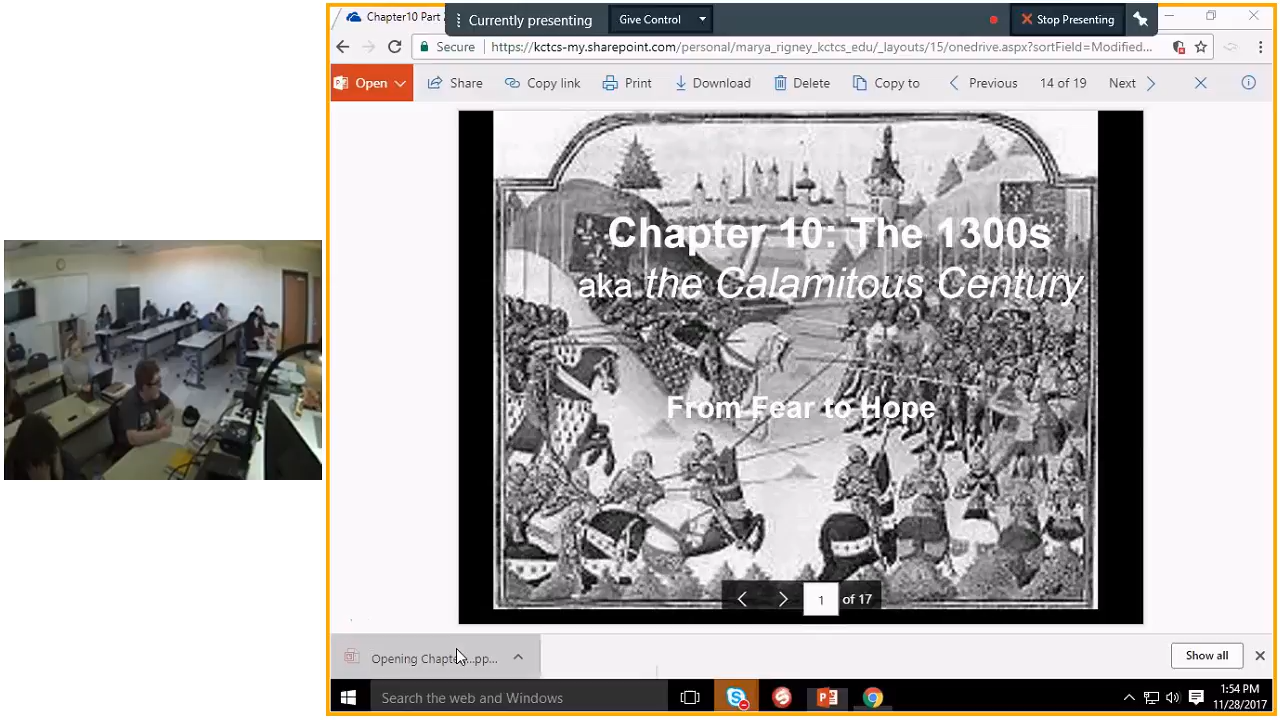 Chapter10 Part
Currently presenting
Give Control
Stop Presenting
Secure
https://kctcs-my.sharepoint.com/personal/marya_rigney_kctcs_edu/_layouts/15/onedrive.aspx?sortField=Modified...
Open
Share
Copy link
Print
Download
Delete
Copy to
Previous
14 of 19
Next
Chapter 10: The 1300s
aka the Calamitous Century
From Fear to Hope
1 of 17
Opening Chapt...pp...
Show all
Search the web and Windows
1:54 PM
11/28/2017